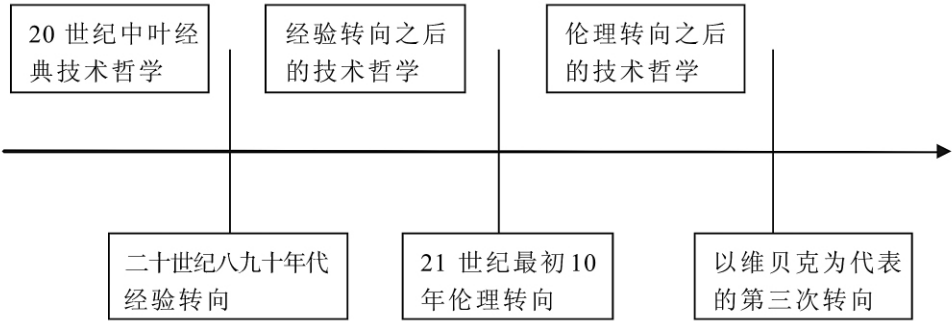 20 世纪中叶经
典技术哲学
经验转向之后
的技术哲学
伦理转向之后
的技术哲学
二十世纪八九十年代
经验转向
21 世纪最初 10
年伦理转向
以维贝克为代表
的第三次转向